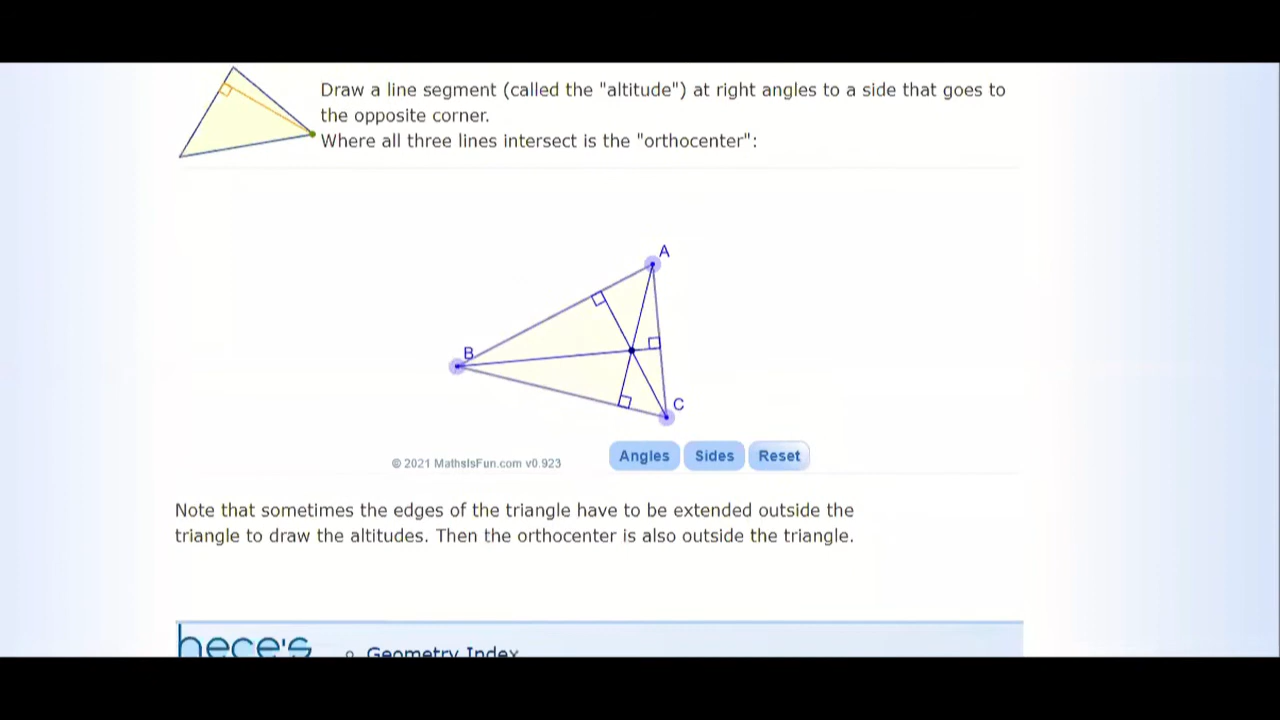 Draw a line segment (called the "altitude") at right angles to a side that goes to
the opposite corner.
Where all three lines intersect is the "orthocenter":
A
B
C
© 2021 MathsIsFun.com v0.923
Angles Sides Reset
Note that sometimes the edges of the triangle have to be extended outside the
triangle to draw the altitudes. Then the orthocenter is also outside the triangle.
Geometry Index